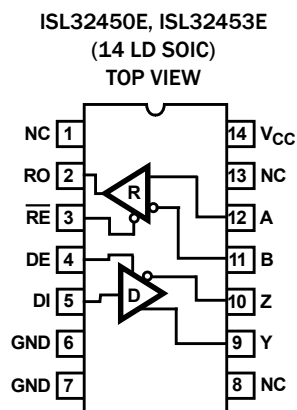 ISL32450E, ISL32453E
(14 LD SOIC)
TOP VIEW
NC 1 14 VCC
RO 2 R 13 NC
RE 3 12 A
DE 4 11 B
DI 5 D 10 Z
GND 6 9 Y
GND 7 8 NC